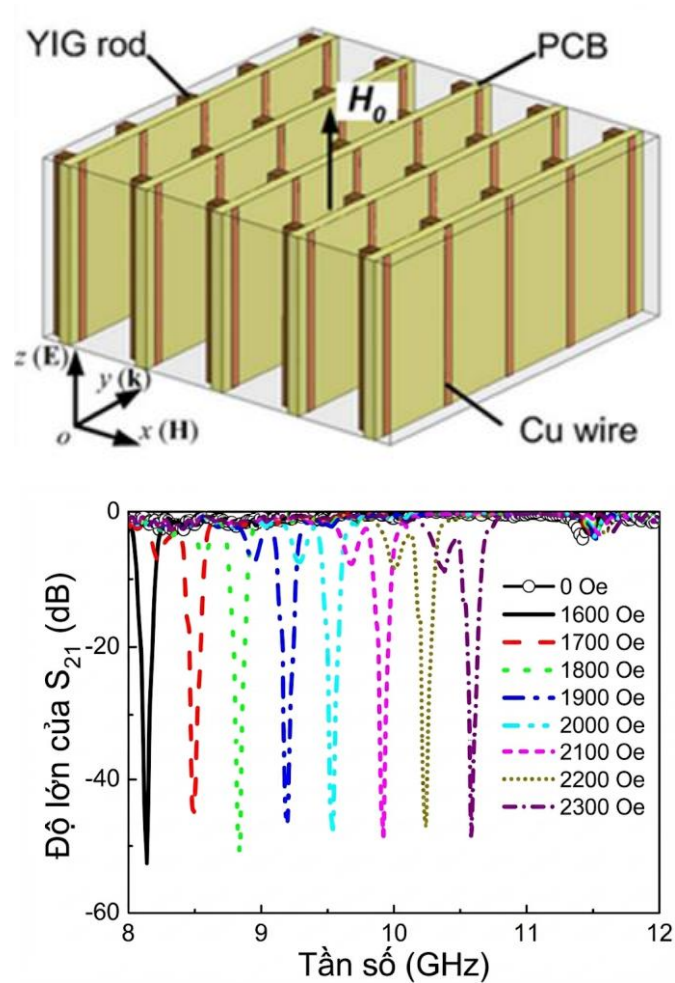 YIG rod
PCB
H₀
z (E)
y (k)
o
x (H)
Cu wire
Độ lớn của S₂₁ (dB)
0
-20
-40
-60
0 Oe
1600 Oe
1700 Oe
1800 Oe
1900 Oe
2000 Oe
2100 Oe
2200 Oe
2300 Oe
8
9
10
11
12
Tần số (GHz)